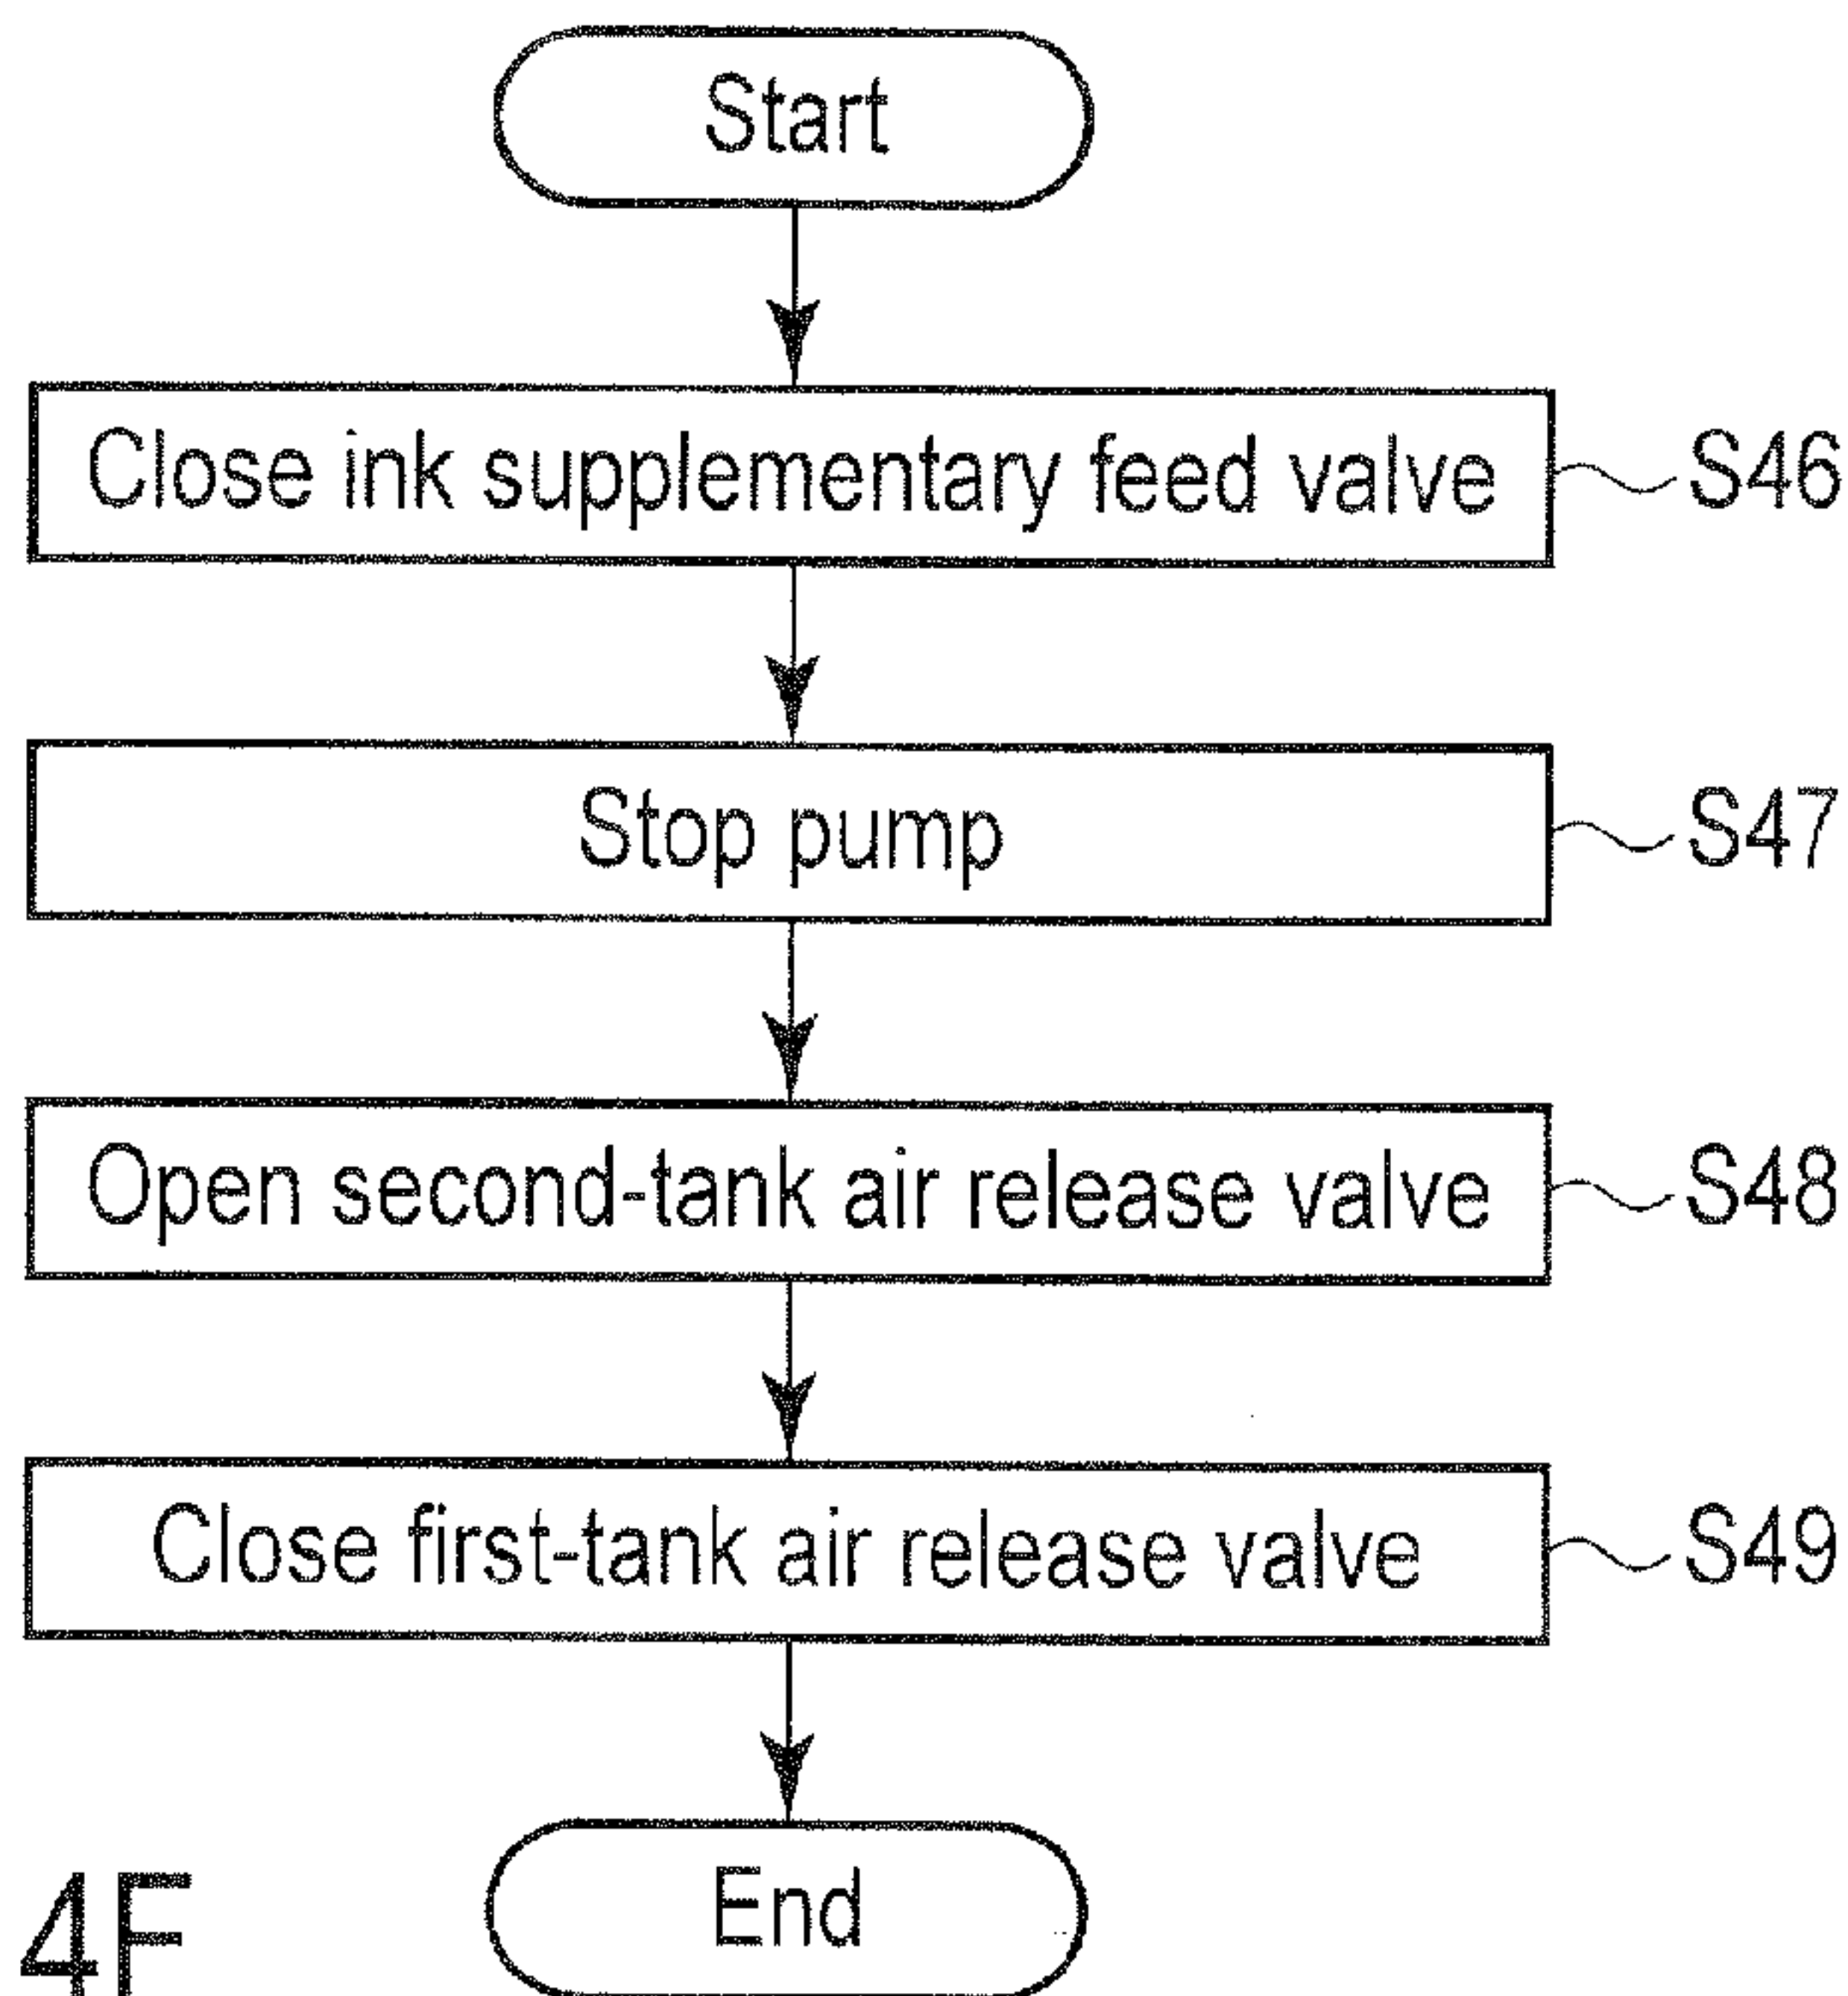 Start
Close ink supplementary feed valve S46
Stop pump S47
Open second-tank air release valve S48
Close first-tank air release valve S49
End